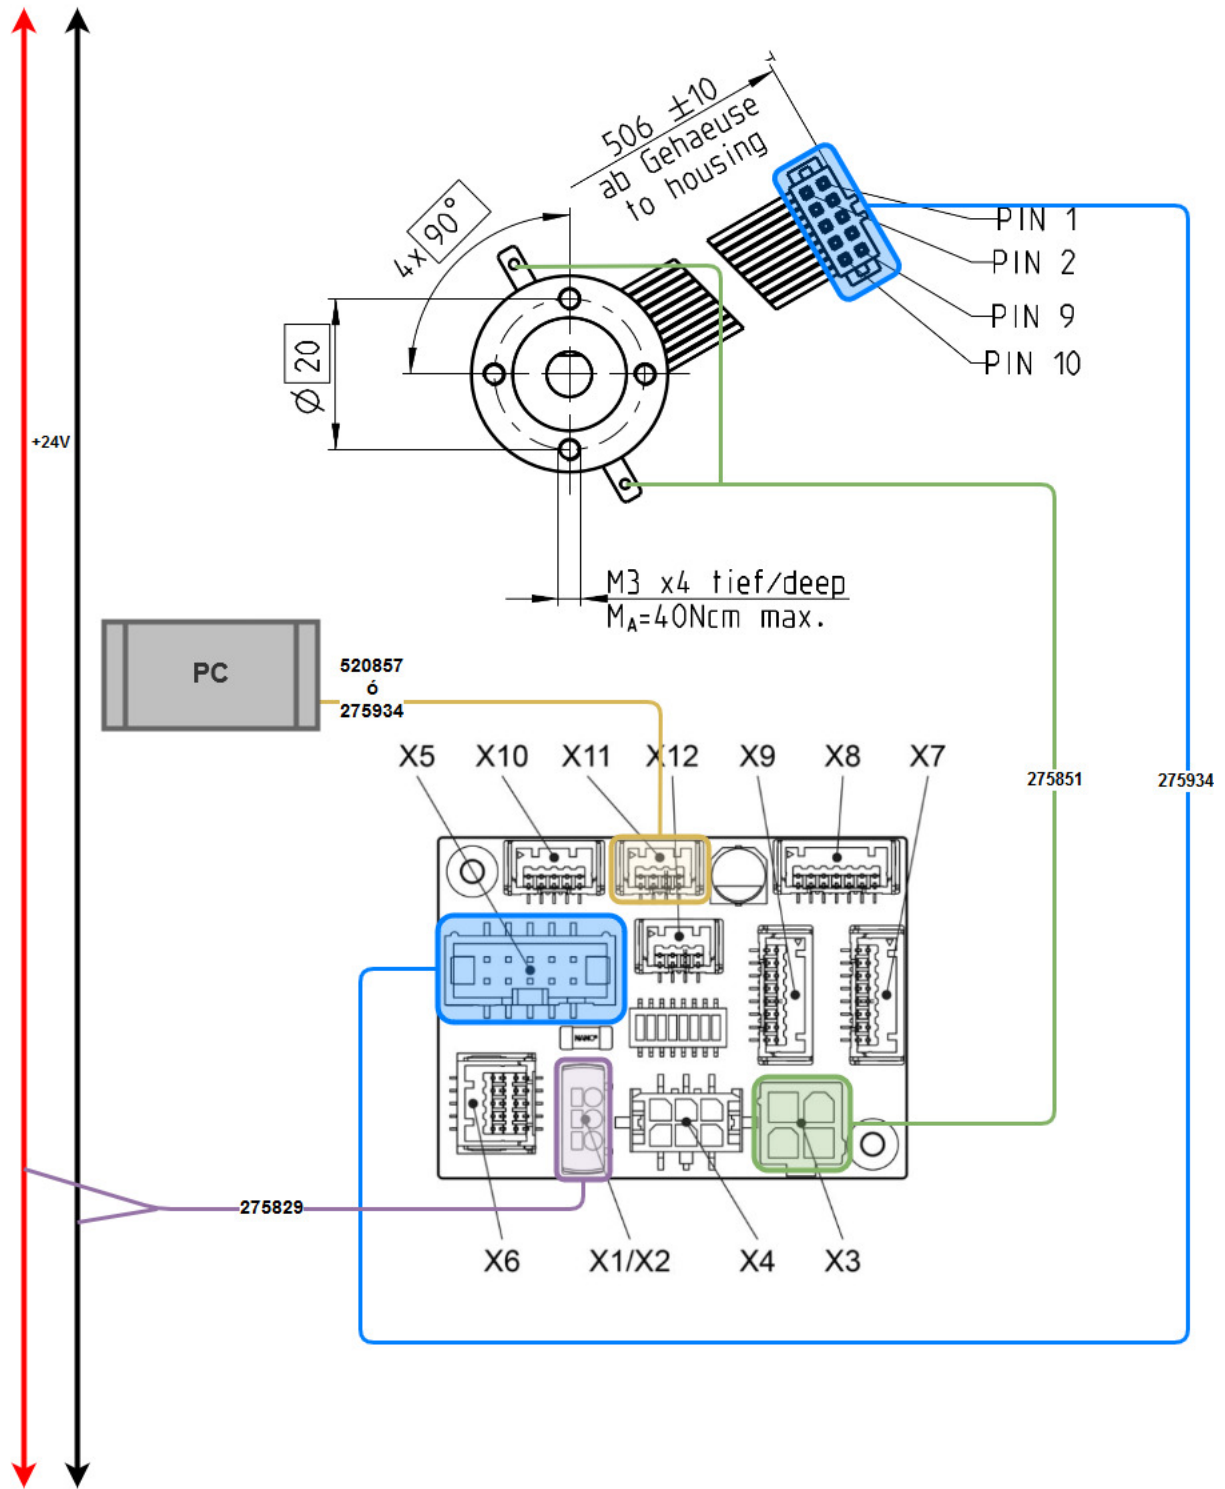 506 ±10
ab Gehaeuse
to housing
4x 90°
PIN 1
PIN 2
PIN 9
PIN 10
Ø 20
+24V
M3 x4 tief/deep
MA=40Ncm max.
PC
520857
ó
275934
X5 X10 X11 X12 X9 X8 X7
275851
275934
NANO
275829
X6 X1/X2 X4 X3